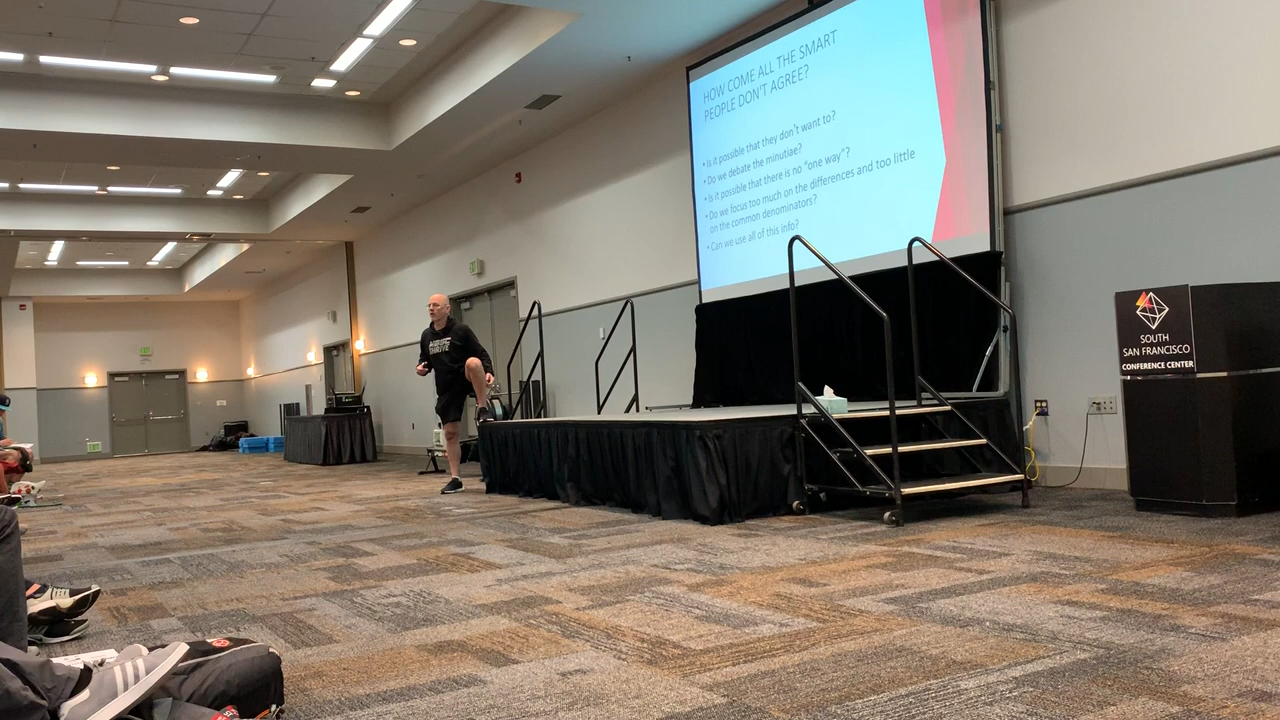 HOW COME ALL THE SMART
PEOPLE DON'T AGREE?
• Is it possible that they don't want to?
• Do we debate the minutiae?
• Is it possible that there is no "one way"?
• Do we focus too much on the differences and too little
on the common denominators?
• Can we use all of this info?
THRIVE
SOUTH
SAN FRANCISCO
CONFERENCE CENTER